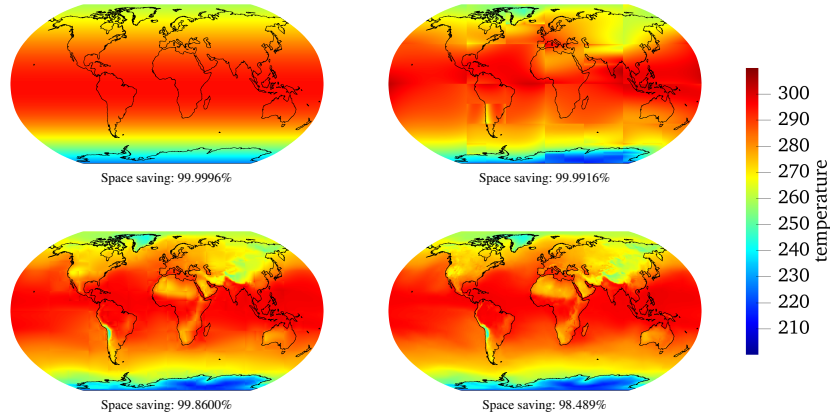 Space saving: 99.9996%
Space saving: 99.9916%
Space saving: 99.8600%
Space saving: 98.489%
300
290
280
270
260
250
240
230
220
210
temperature